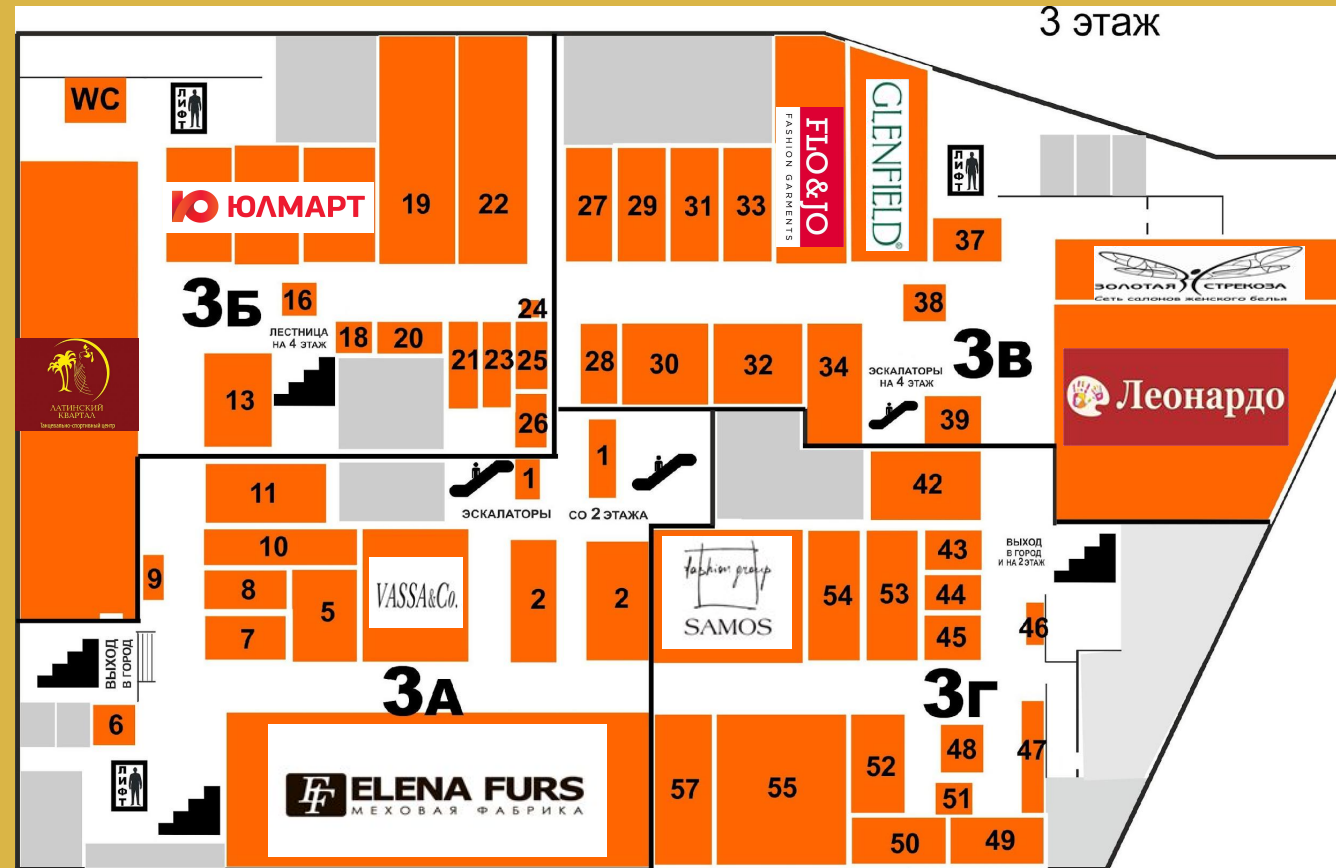 3 этаж
WC
ЛИФТ
ЮЛМАРТ
19
22
27
29
31
33
FLO&JO
FASHION GARMENTS
GLENFIELD®
ЛИФТ
37
ЗОЛОТАЯ СТРЕКОЗА
Сеть салонов женского белья
3Б
16
ЛЕСТНИЦА
НА 4 ЭТАЖ
18
20
21
23
24
25
26
13
ЛАТИНСКИЙ
КВАРТАЛ
Танцевально-спортивный центр
28
30
32
34
38
3В
ЭСКАЛАТОРЫ
НА 4 ЭТАЖ
39
Леонардо
11
1
1
ЭСКАЛАТОРЫ СО 2 ЭТАЖА
42
10
9
8
7
5
VASSA&Co.
2
2
fashion group
SAMOS
54
53
43
44
45
ВЫХОД
В ГОРОД
И НА 2 ЭТАЖ
46
ВЫХОД
В ГОРОД
6
ЛИФТ
3А
3Г
FF ELENA FURS
МЕХОВАЯ ФАБРИКА
57
55
52
48
47
51
50
49